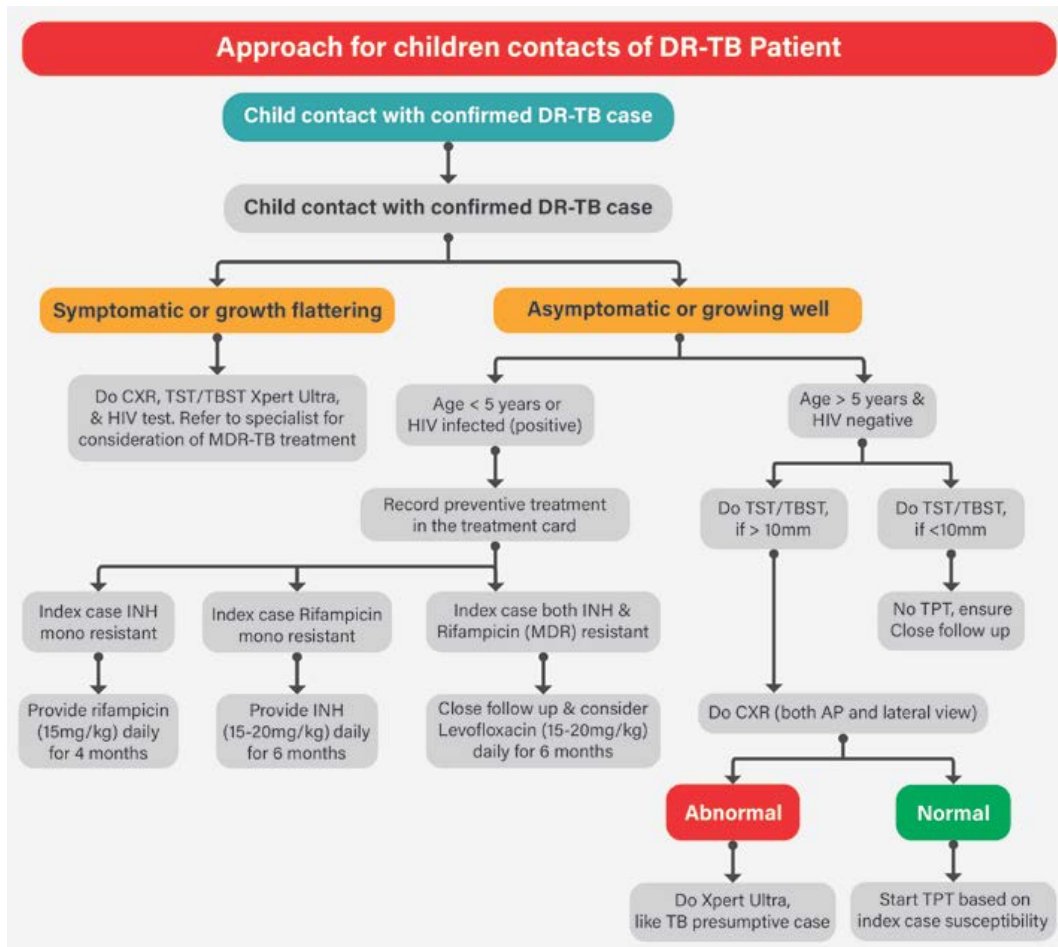 Approach for children contacts of DR-TB Patient
Child contact with confirmed DR-TB case
Child contact with confirmed DR-TB case
Symptomatic or growth flattering
Asymptomatic or growing well
Do CXR, TST/TBST Xpert Ultra,
& HIV test. Refer to specialist for
consideration of MDR-TB treatment
Age < 5 years or
HIV infected (positive)
Age > 5 years &
HIV negative
Record preventive treatment
in the treatment card
Do TST/TBST,
if > 10mm
Do TST/TBST,
if <10mm
Index case INH
mono resistant
Index case Rifampicin
mono resistant
Index case both INH &
Rifampicin (MDR) resistant
No TPT, ensure
Close follow up
Provide rifampicin
(15mg/kg) daily
for 4 months
Provide INH
(15-20mg/kg) daily
for 6 months
Close follow up & consider
Levofloxacin (15-20mg/kg)
daily for 6 months
Do CXR (both AP and lateral view)
Abnormal
Normal
Do Xpert Ultra,
like TB presumptive case
Start TPT based on
index case susceptibility